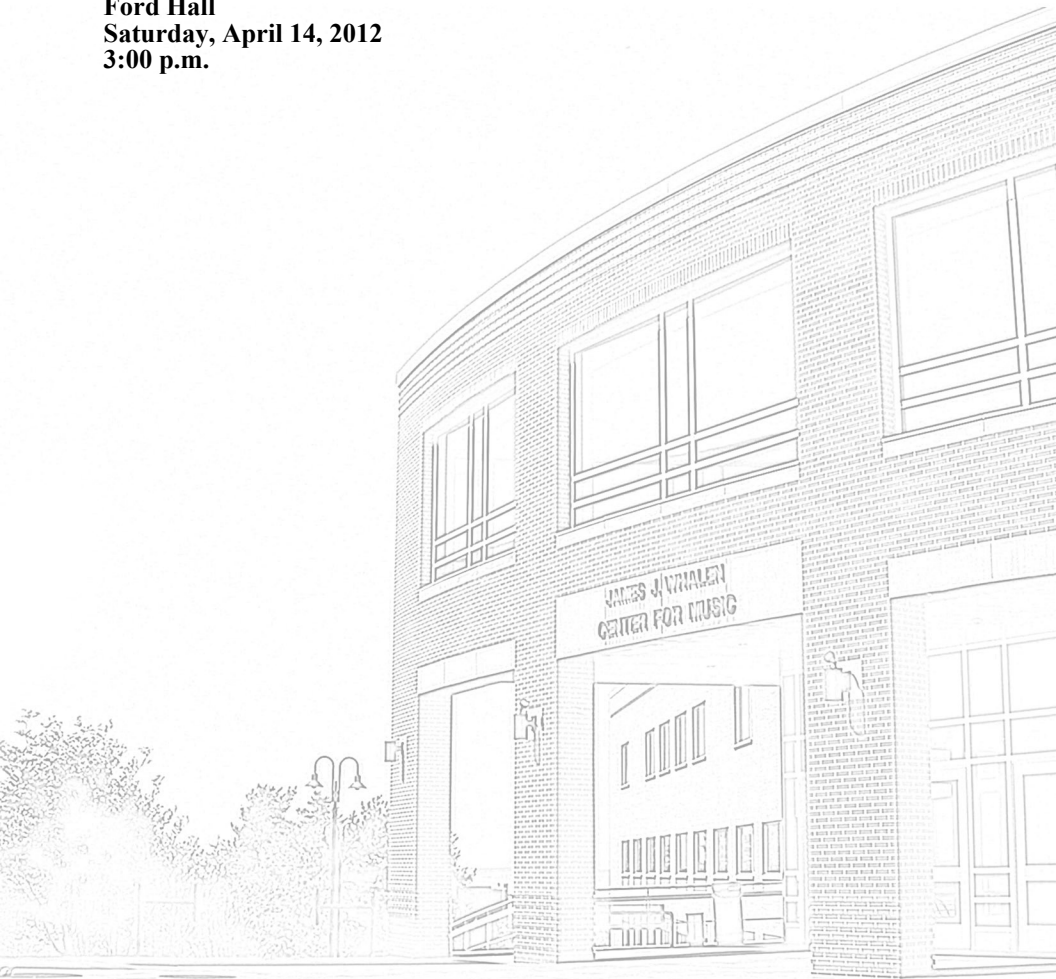 Ford Hall
Saturday, April 14, 2012
3:00 p.m.
JAMES J. WHALEN
CENTER FOR MUSIC